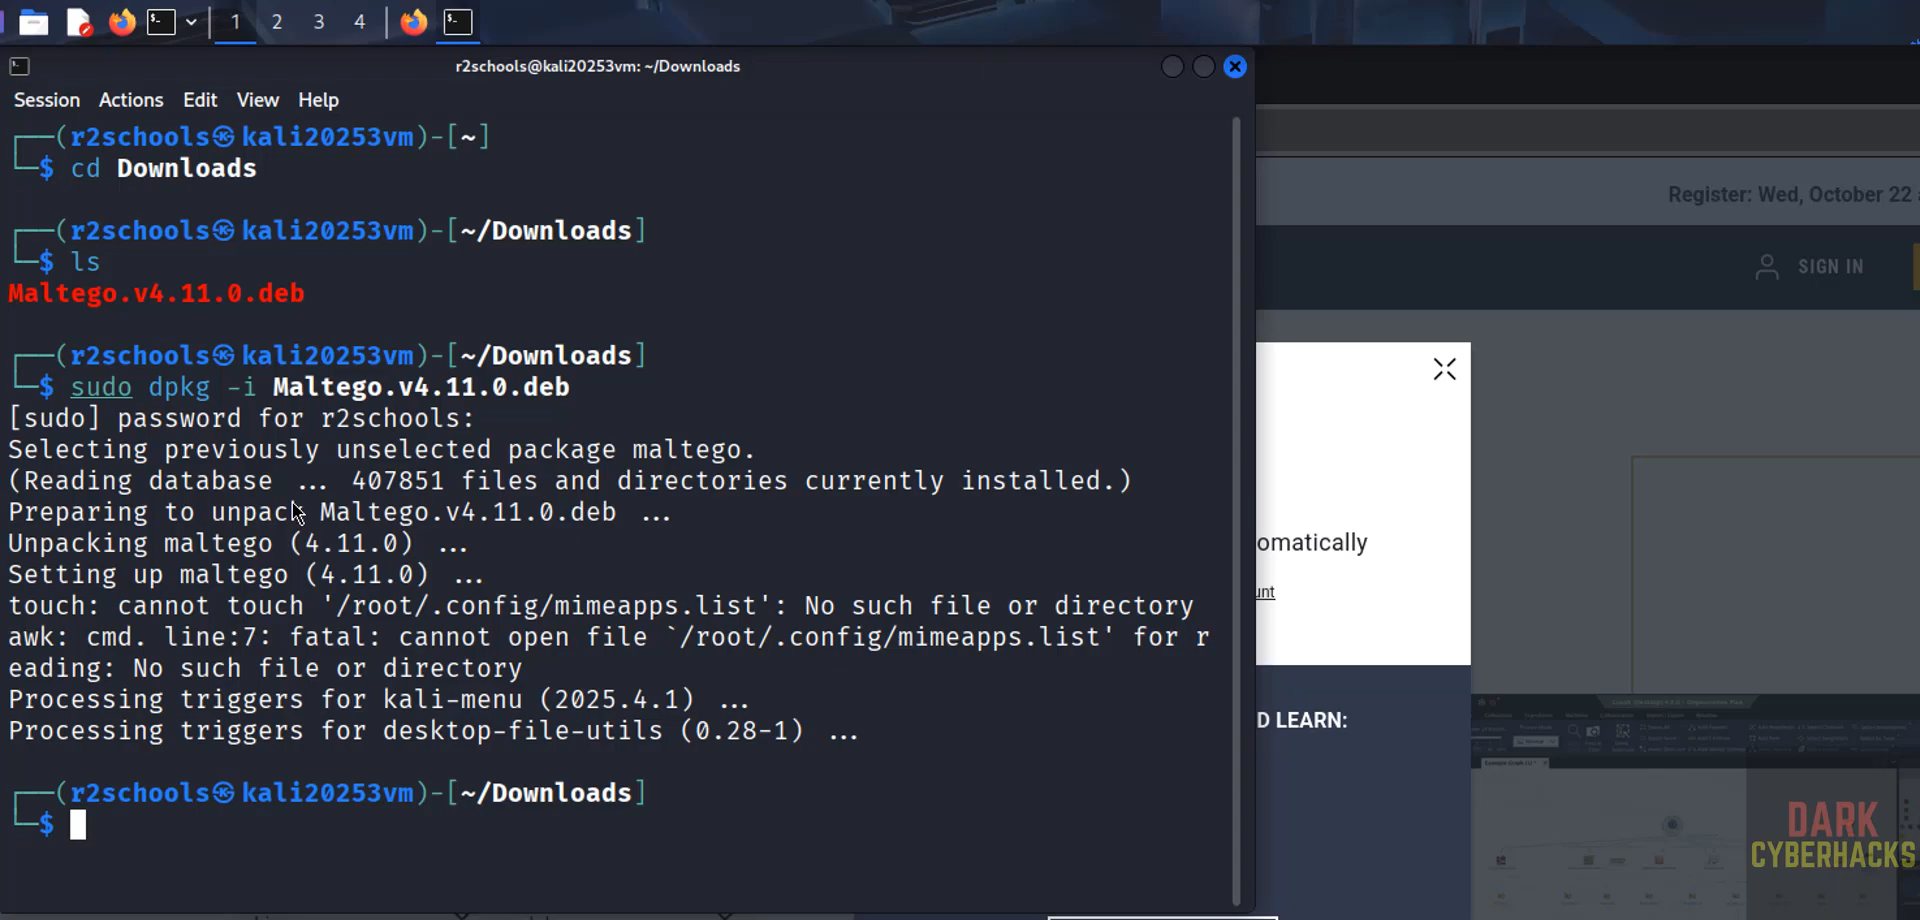 1 2 3 4
r2schools@kali20253vm: ~/Downloads
Session Actions Edit View Help
┌──(r2schools㉿kali20253vm)-[~]
└─$ cd Downloads
┌──(r2schools㉿kali20253vm)-[~/Downloads]
└─$ ls
Maltego.v4.11.0.deb
┌──(r2schools㉿kali20253vm)-[~/Downloads]
└─$ sudo dpkg -i Maltego.v4.11.0.deb
[sudo] password for r2schools:
Selecting previously unselected package maltego.
(Reading database ... 407851 files and directories currently installed.)
Preparing to unpack Maltego.v4.11.0.deb ...
Unpacking maltego (4.11.0) ...
Setting up maltego (4.11.0) ...
touch: cannot touch '/root/.config/mimeapps.list': No such file or directory
awk: cmd. line:7: fatal: cannot open file `/root/.config/mimeapps.list' for r
eading: No such file or directory
Processing triggers for kali-menu (2025.4.1) ...
Processing triggers for desktop-file-utils (0.28-1) ...
┌──(r2schools㉿kali20253vm)-[~/Downloads]
└─$
Register: Wed, October 22
SIGN IN
omatically
unt
D LEARN:
DARK
CYBERHACKS